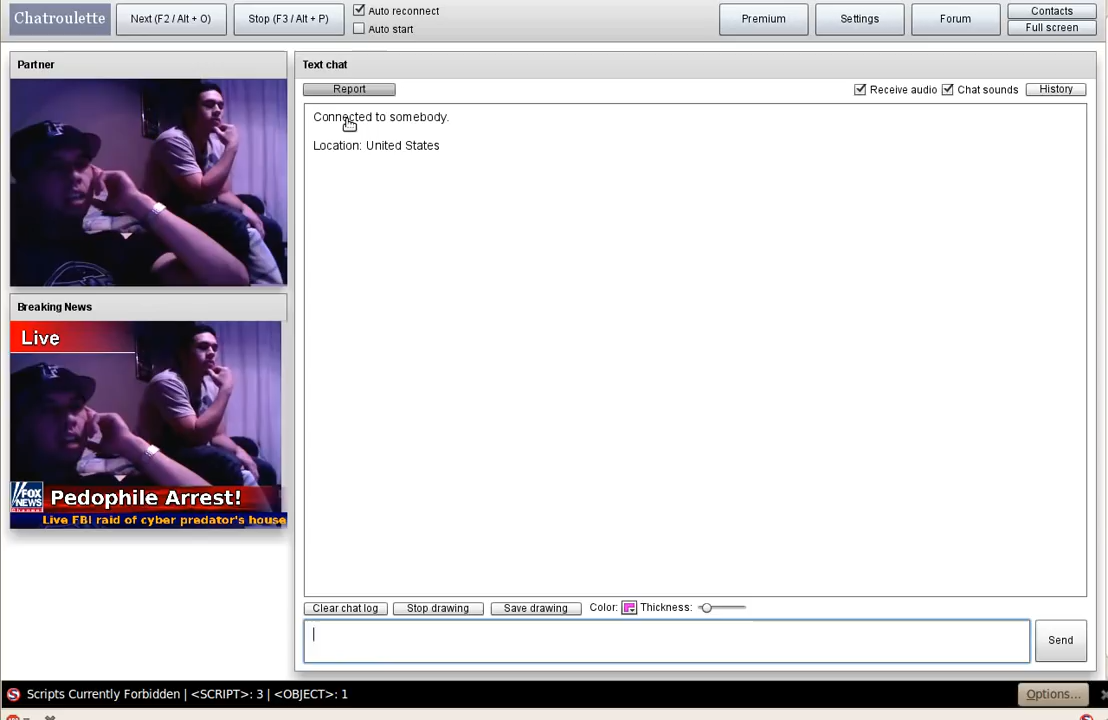 Chatroulette
Next (F2 / Alt + O)
Stop (F3 / Alt + P)
Auto reconnect
Auto start
Premium
Settings
Forum
Contacts
Full screen
Partner
Breaking News
Live
FOX
NEWS
Channel
Pedophile Arrest!
Live FBI raid of cyber predator's house
Text chat
Report
Receive audio
Chat sounds
History
Connected to somebody.
Location: United States
Clear chat log
Stop drawing
Save drawing
Color:
Thickness:
Send
Scripts Currently Forbidden | <SCRIPT>: 3 | <OBJECT>: 1
Options...